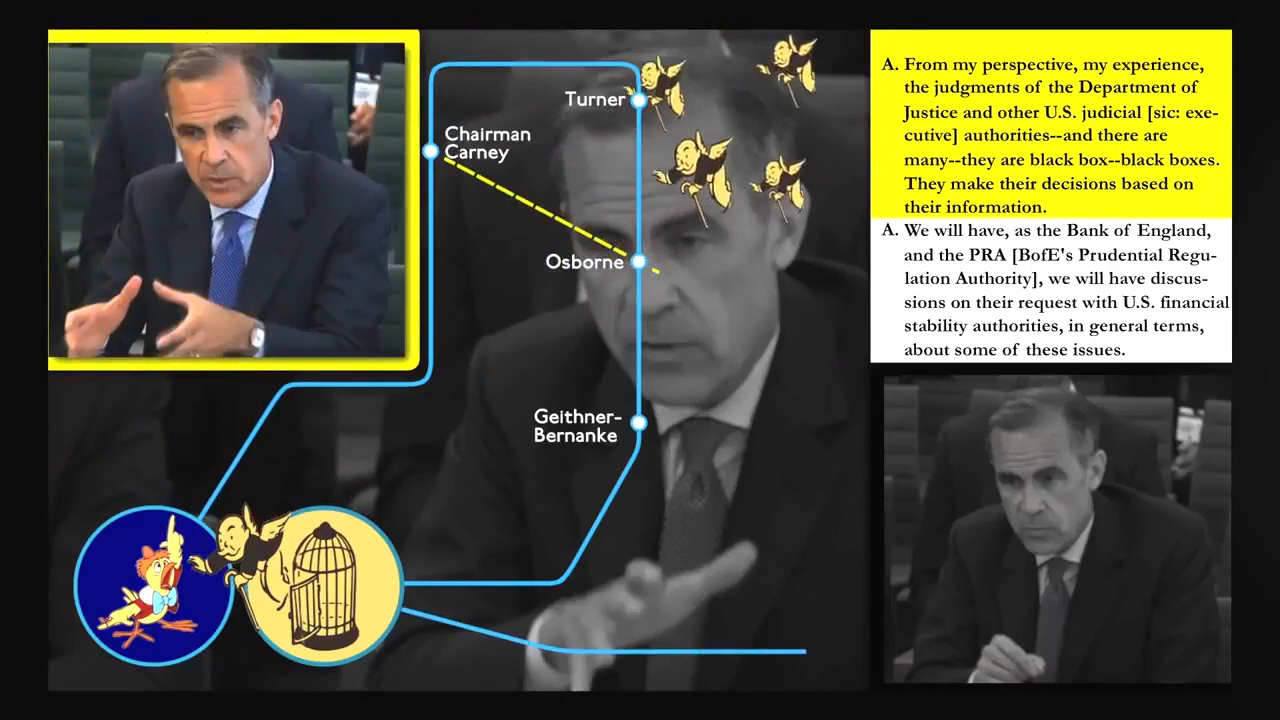 Turner
Chairman
Carney
Osborne
Geithner-
Bernanke
A. From my perspective, my experience,
the judgments of the Department of
Justice and other U.S. judicial [sic: exe-
cutive] authorities--and there are
many--they are black box--black boxes.
They make their decisions based on
their information.
A. We will have, as the Bank of England,
and the PRA [BofE's Prudential Regu-
lation Authority], we will have discus-
sions on their request with U.S. financial
stability authorities, in general terms,
about some of these issues.